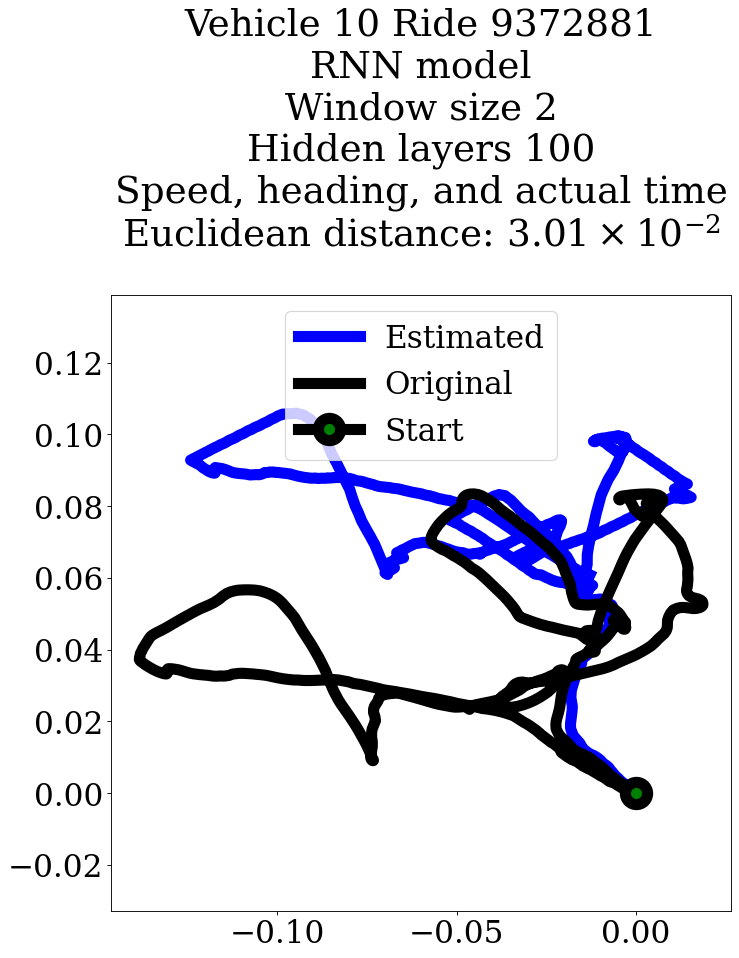 Vehicle 10 Ride 9372881
RNN model
Window size 2
Hidden layers 100
Speed, heading, and actual time
Euclidean distance: 3.01 × 10⁻²
Estimated
Original
Start
0.12
0.10
0.08
0.06
0.04
0.02
0.00
−0.02
−0.10
−0.05
0.00